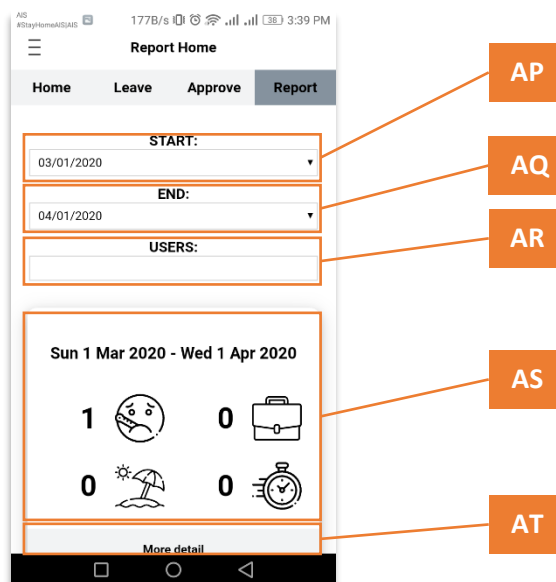 AIS
#StayHomeAIS|AIS 177B/s 38 3:39 PM
Report Home
Home Leave Approve Report
START:
03/01/2020
END:
04/01/2020
USERS:
Sun 1 Mar 2020 - Wed 1 Apr 2020
1 0
0 0
More detail
AP
AQ
AR
AS
AT